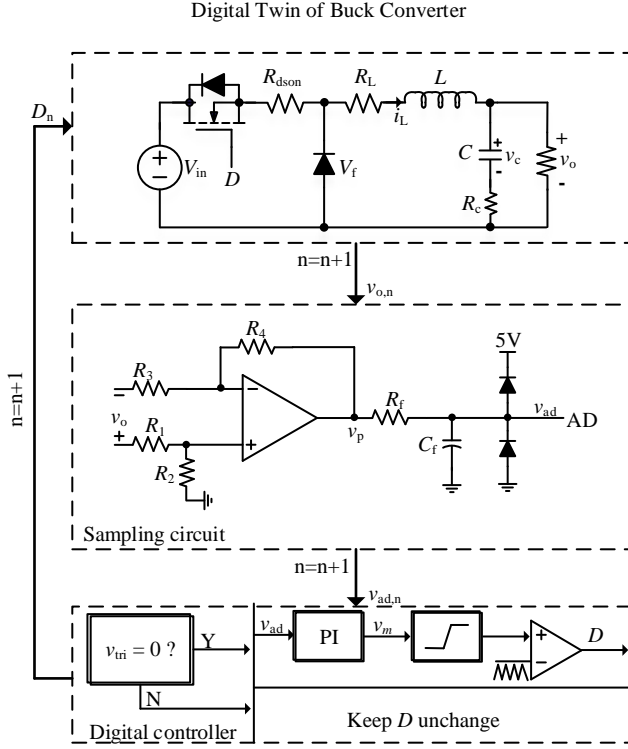 Digital Twin of Buck Converter
Dn
Rdson
RL
L
iL
Vin
D
Vf
C
+
-
vc
Rc
+
vo
-
n=n+1
vo,n
R4
5V
R3
−
vo
+
R1
R2
−
+
vp
Rf
Cf
vad
AD
Sampling circuit
n=n+1
n=n+1
vad,n
vtri = 0 ?
Y
N
Digital controller
vad
PI
vm
+
−
D
Keep D unchange